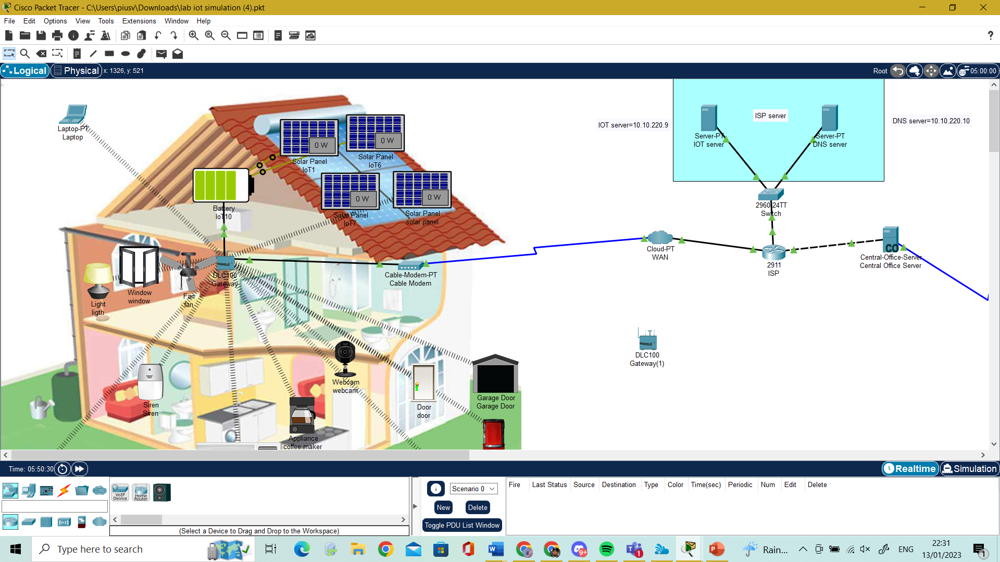 Cisco Packet Tracer - C:\Users\piusv\Downloads\lab iot simulation (4).pkt
File Edit Options View Tools Extensions Window Help
?
Logical Physical x: 1326, y: 521
Root 05:00:00
Laptop-PT
Laptop
0 W
Solar Panel
IoT1
0 W
Solar Panel
IoT6
0 W
Solar Panel
IoT7
0 W
Solar Panel
solar panel
Battery
IoT10
IOT server=10.10.220.9
ISP server
DNS server=10.10.220.10
Server-PT
IOT server
Server-PT
DNS server
2960-24TT
Switch
Cloud-PT
WAN
2911
ISP
CO
Central-Office-Server
Central Office Server
Cable-Modem-PT
Cable Modem
DLC100
Gateway
Window
window
Fan
fan
Light
ligth
DLC100
Gateway(1)
Siren
Siren
Webcam
webcam
Door
door
Garage Door
Garage Door
Appliance
coffee maker
Time: 05:50:30
Realtime Simulation
VoIP
Device
Home
Router
(Select a Device to Drag and Drop to the Workspace)
Scenario 0
New Delete
Toggle PDU List Window
Fire Last Status Source Destination Type Color Time(sec) Periodic Num Edit Delete
Type here to search
9+
1
Rain...
ENG
22:31
13/01/2023
1